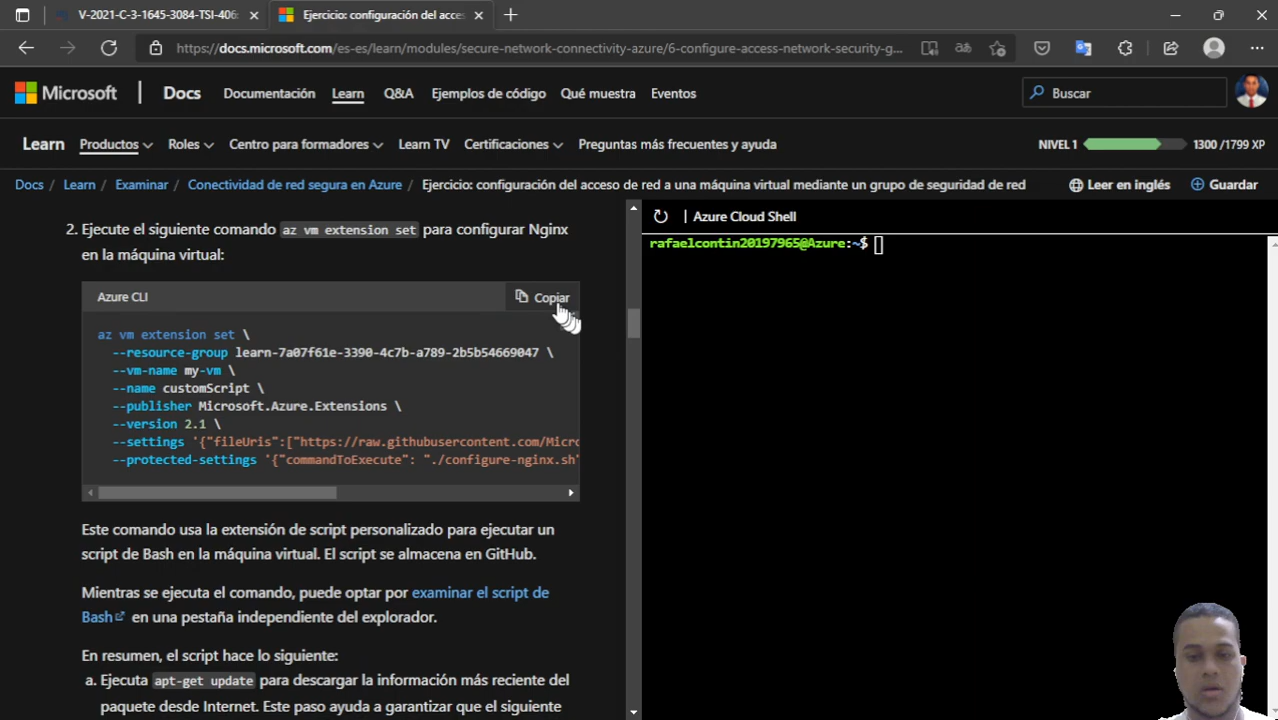 V-2021-C-3-1645-3084-TSI-406
Ejercicio: configuración del acces
https://docs.microsoft.com/es-es/learn/modules/secure-network-connectivity-azure/6-configure-access-network-security-g...
Microsoft
Docs
Documentación
Learn
Q&A
Ejemplos de código
Qué muestra
Eventos
Buscar
Learn
Productos
Roles
Centro para formadores
Learn TV
Certificaciones
Preguntas más frecuentes y ayuda
NIVEL 1
1300 /1799 XP
Docs / Learn / Examinar / Conectividad de red segura en Azure / Ejercicio: configuración del acceso de red a una máquina virtual mediante un grupo de seguridad de red
Leer en inglés
Guardar
2. Ejecute el siguiente comando az vm extension set para configurar Nginx
en la máquina virtual:
Azure CLI
Copiar
az vm extension set \
--resource-group learn-7a07f61e-3390-4c7b-a789-2b5b54669047 \
--vm-name my-vm \
--name customScript \
--publisher Microsoft.Azure.Extensions \
--version 2.1 \
--settings '{"fileUris":["https://raw.githubusercontent.com/Micro
--protected-settings '{"commandToExecute": "./configure-nginx.sh"
Este comando usa la extensión de script personalizado para ejecutar un
script de Bash en la máquina virtual. El script se almacena en GitHub.
Mientras se ejecuta el comando, puede optar por examinar el script de
Bash en una pestaña independiente del explorador.
En resumen, el script hace lo siguiente:
a. Ejecuta apt-get update para descargar la información más reciente del
paquete desde Internet. Este paso ayuda a garantizar que el siguiente
Azure Cloud Shell
rafaelcontin20197965@Azure:~$